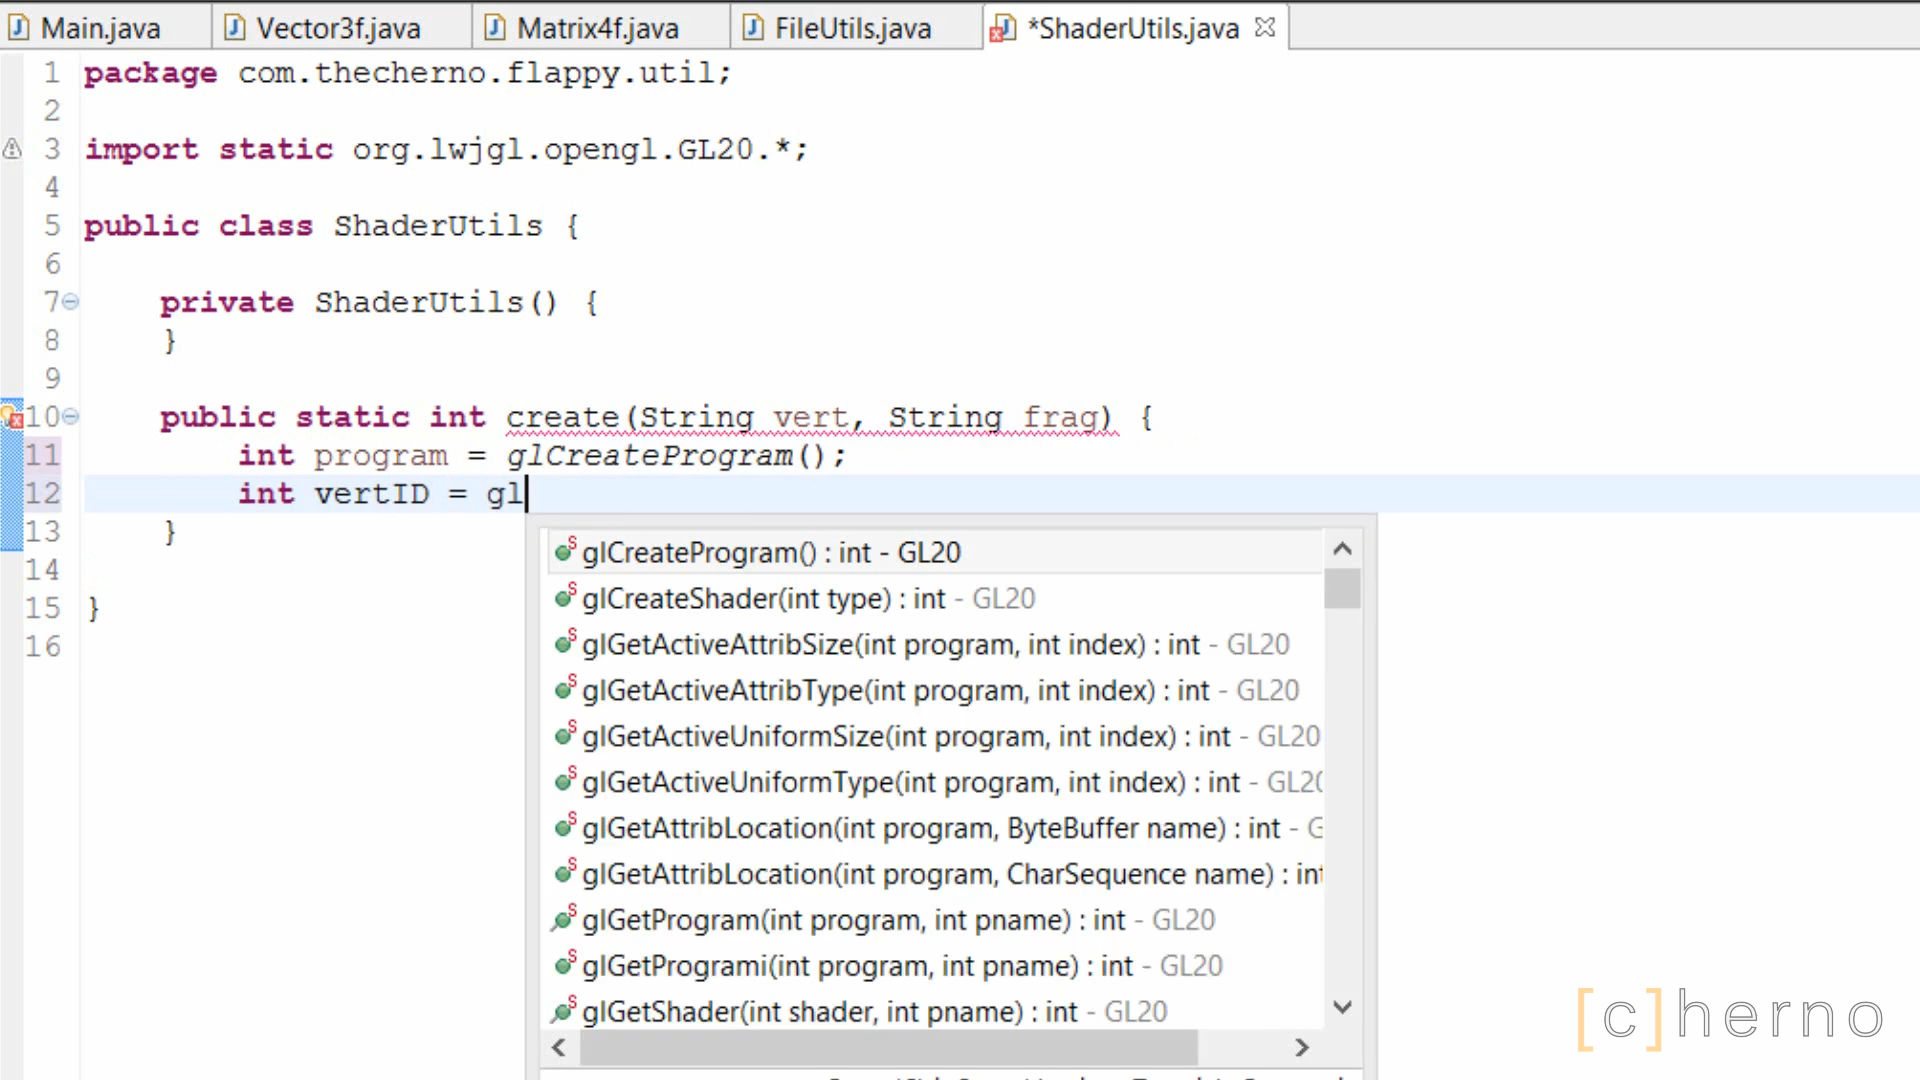 Main.java Vector3f.java Matrix4f.java FileUtils.java *ShaderUtils.java
1 package com.thecherno.flappy.util;
2
3 import static org.lwjgl.opengl.GL20.*;
4
5 public class ShaderUtils {
6
7 private ShaderUtils() {
8 }
9
10 public static int create(String vert, String frag) {
11 int program = glCreateProgram();
12 int vertID = gl
13 }
14
15 }
16
glCreateProgram() : int - GL20
glCreateShader(int type) : int - GL20
glGetActiveAttribSize(int program, int index) : int - GL20
glGetActiveAttribType(int program, int index) : int - GL20
glGetActiveUniformSize(int program, int index) : int - GL20
glGetActiveUniformType(int program, int index) : int - GL20
glGetAttribLocation(int program, ByteBuffer name) : int - G
glGetAttribLocation(int program, CharSequence name) : int
glGetProgram(int program, int pname) : int - GL20
glGetProgrami(int program, int pname) : int - GL20
glGetShader(int shader, int pname) : int - GL20
[c]herno